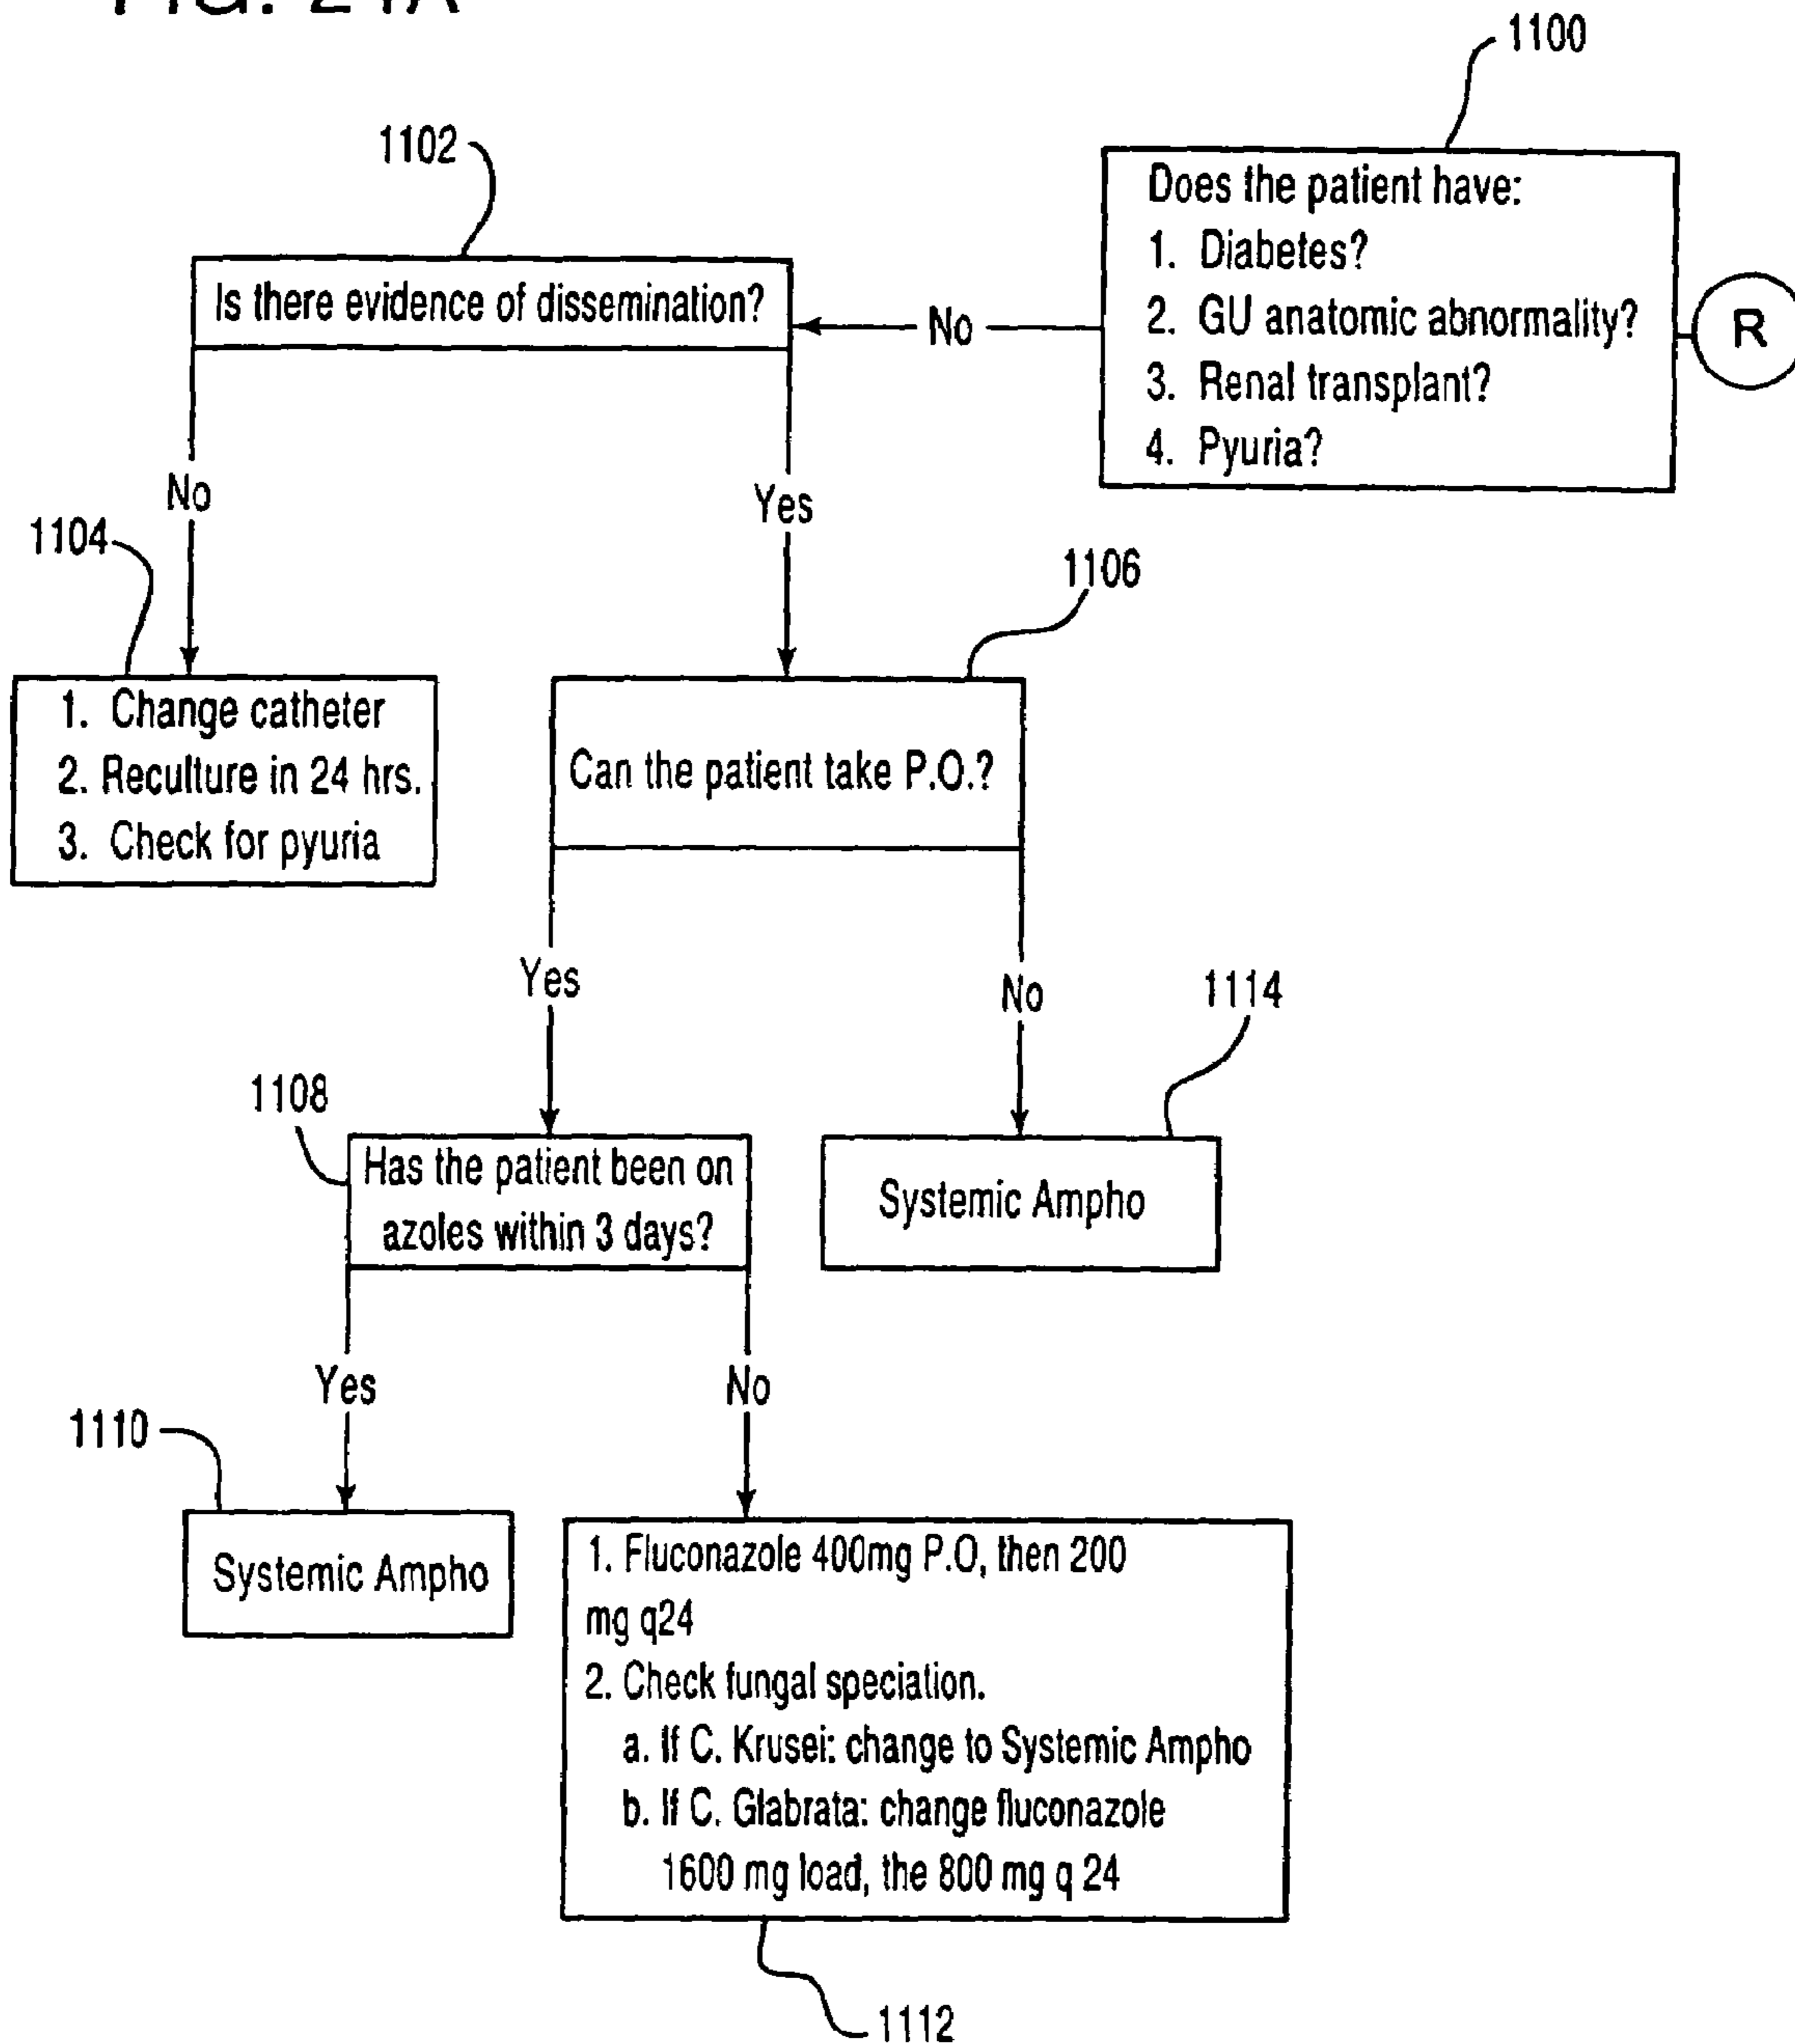 FIG. 24A
1100
1102
Does the patient have:
1. Diabetes?
2. GU anatomic abnormality?
3. Renal transplant?
4. Pyuria?
R
Is there evidence of dissemination?
No
No
Yes
1104
1106
1. Change catheter
2. Reculture in 24 hrs.
3. Check for pyuria
Can the patient take P.O.?
Yes
No
1114
1108
Has the patient been on
azoles within 3 days?
Systemic Ampho
Yes
No
1110
Systemic Ampho
1. Fluconazole 400mg P.O, then 200
mg q24
2. Check fungal speciation.
a. If C. Krusei: change to Systemic Ampho
b. If C. Glabrata: change fluconazole
1600 mg load, the 800 mg q 24
1112